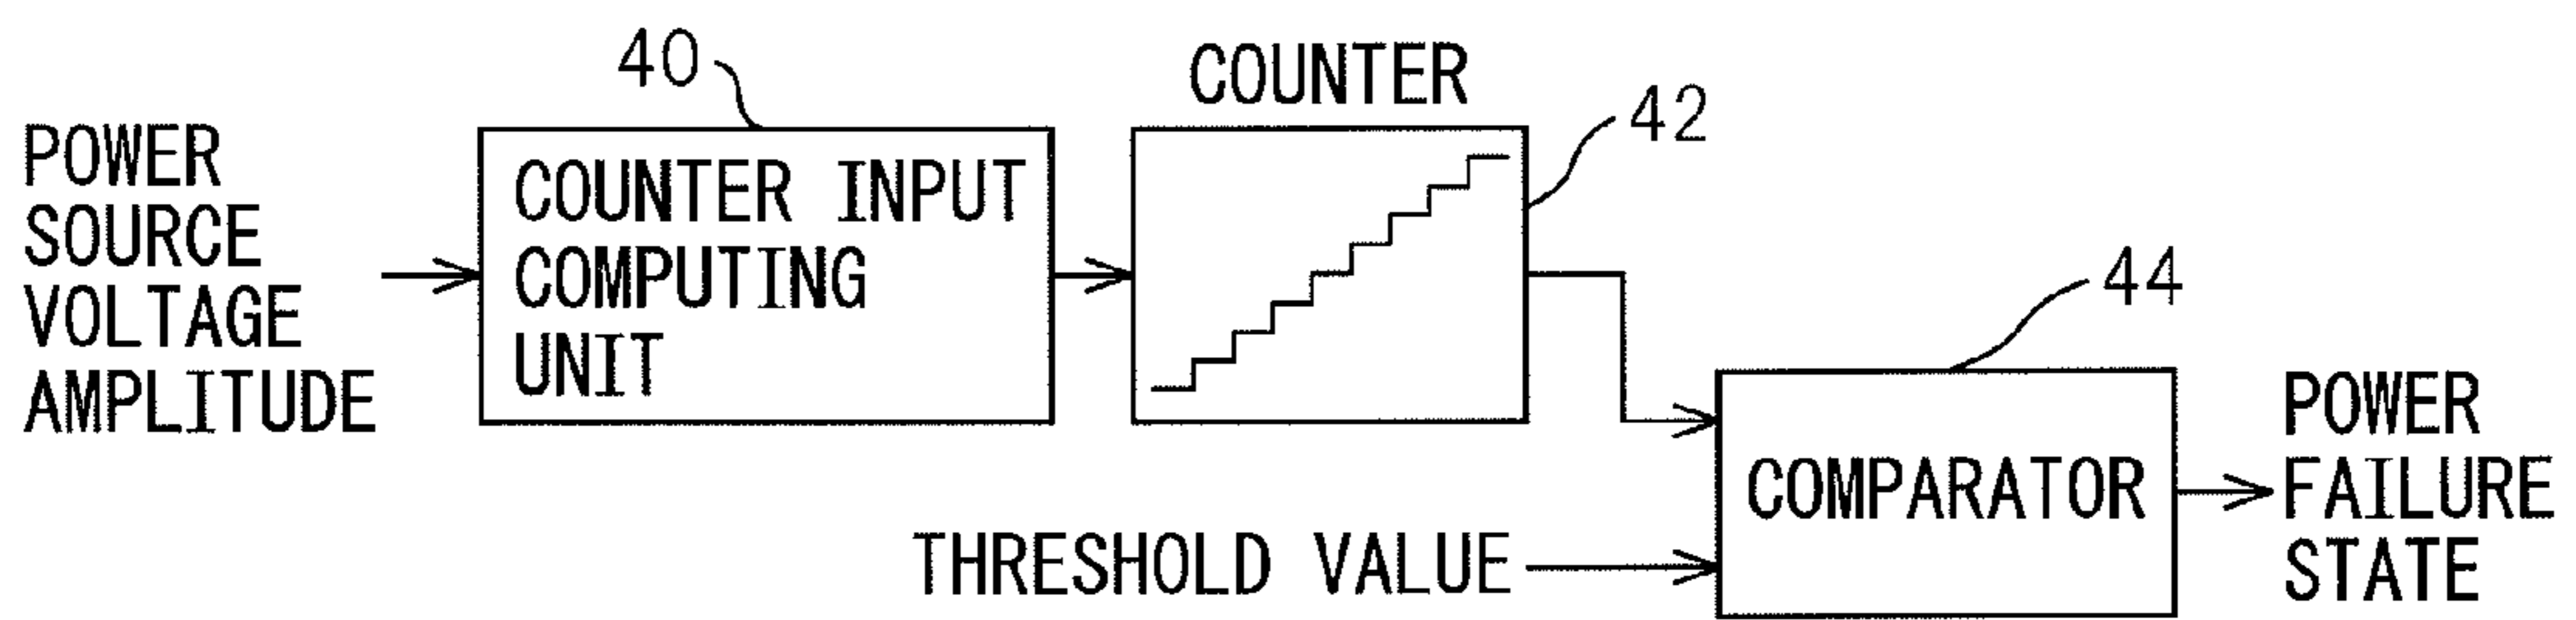 POWER
SOURCE
VOLTAGE
AMPLITUDE
40
COUNTER INPUT
COMPUTING
UNIT
COUNTER
42
44
THRESHOLD VALUE
COMPARATOR
POWER
FAILURE
STATE